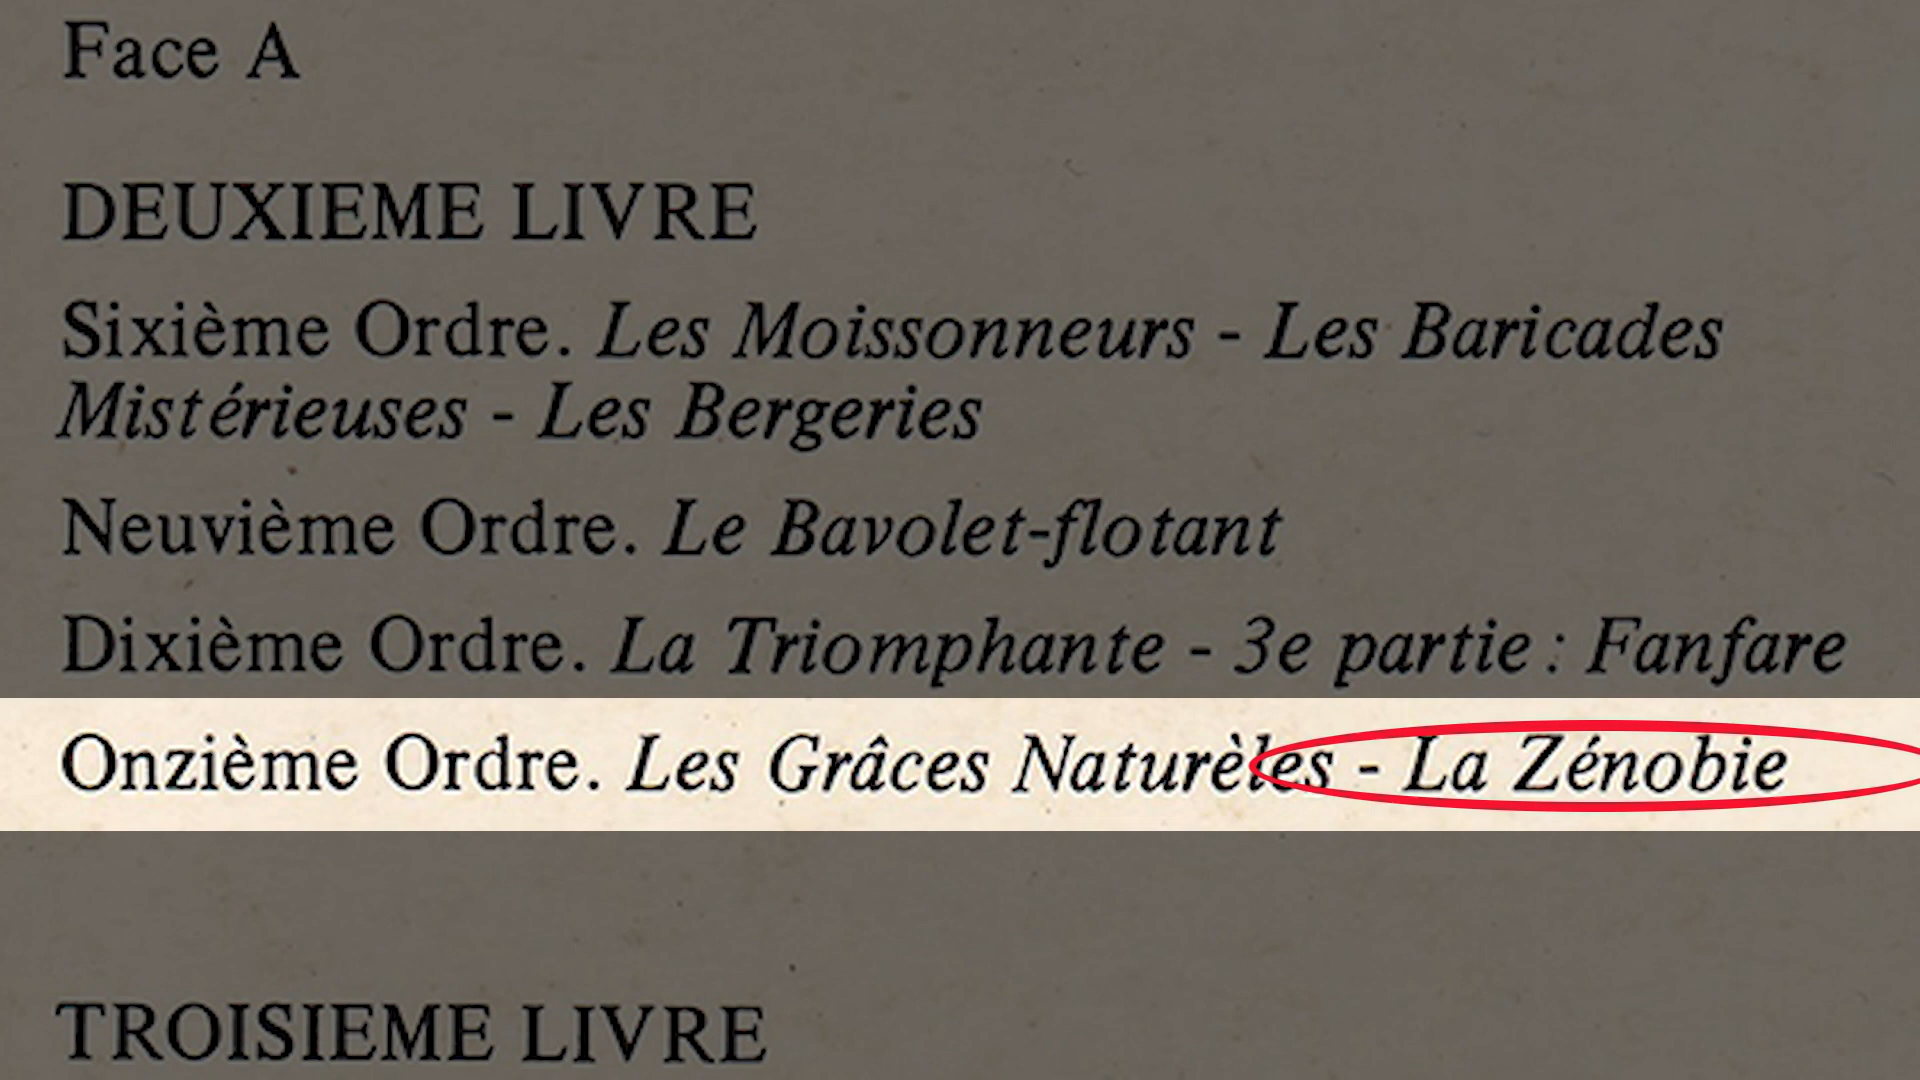 Face A
DEUXIEME LIVRE
Sixième Ordre. Les Moissonneurs - Les Baricades
Mistérieuses - Les Bergeries
Neuvième Ordre. Le Bavolet-flotant
Dixième Ordre. La Triomphante - 3e partie : Fanfare
Onzième Ordre. Les Grâces Naturèles - La Zénobie
TROISIEME LIVRE